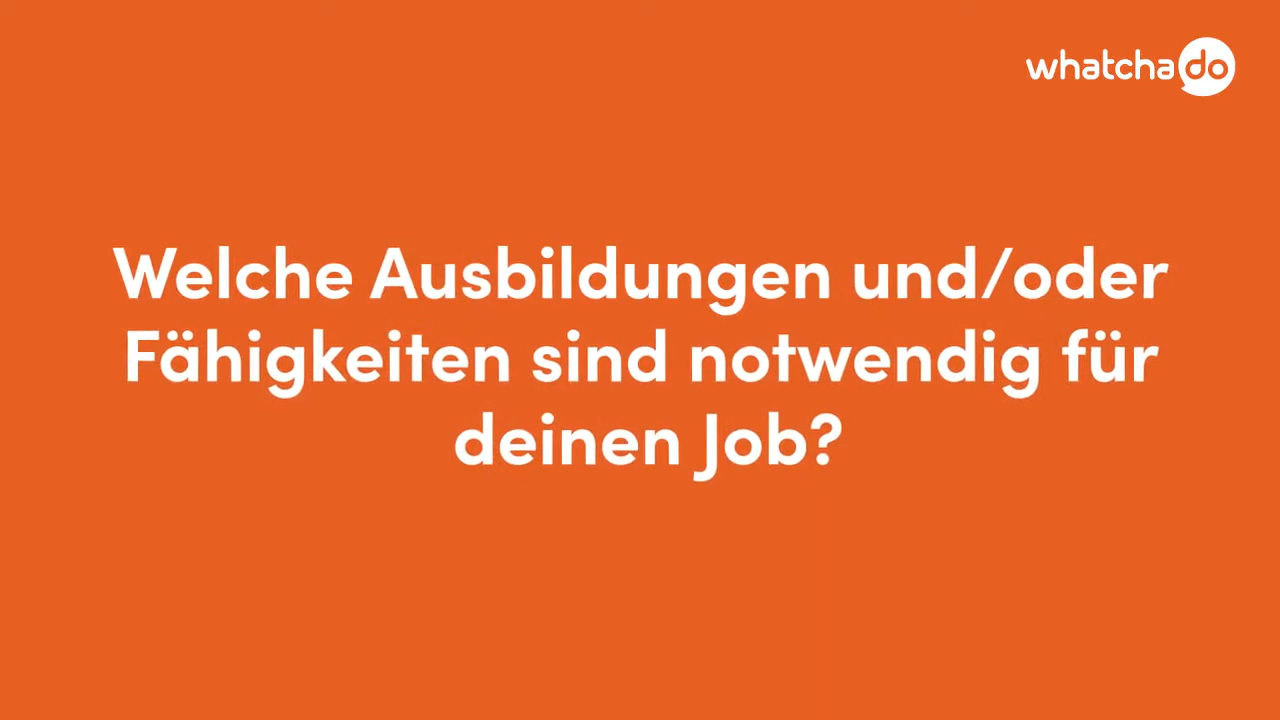 whatchado
Welche Ausbildungen und/oder
Fähigkeiten sind notwendig für
deinen Job?